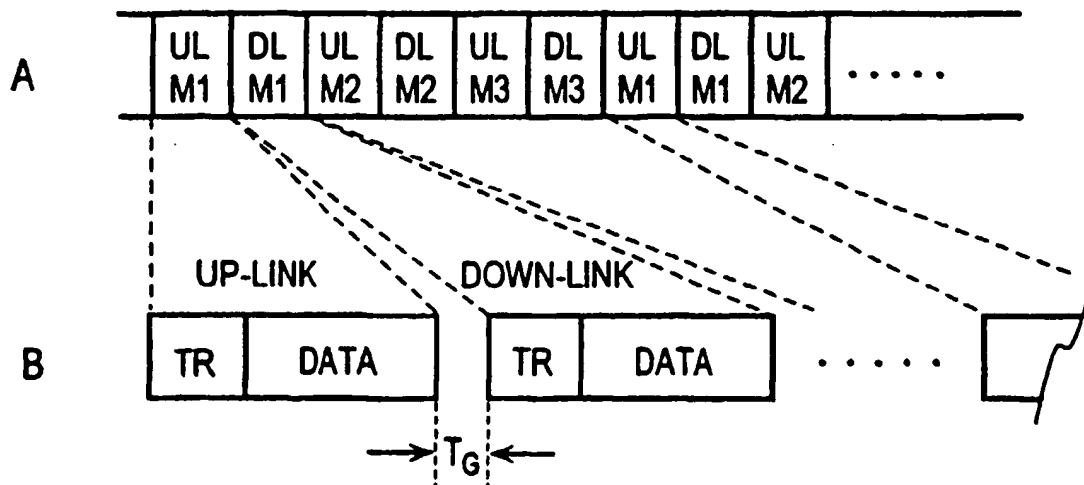 A
UL DL UL DL UL DL UL DL UL
M1 M1 M2 M2 M3 M3 M1 M1 M2 .....
UP-LINK DOWN-LINK
B TR DATA TR DATA .....
TG